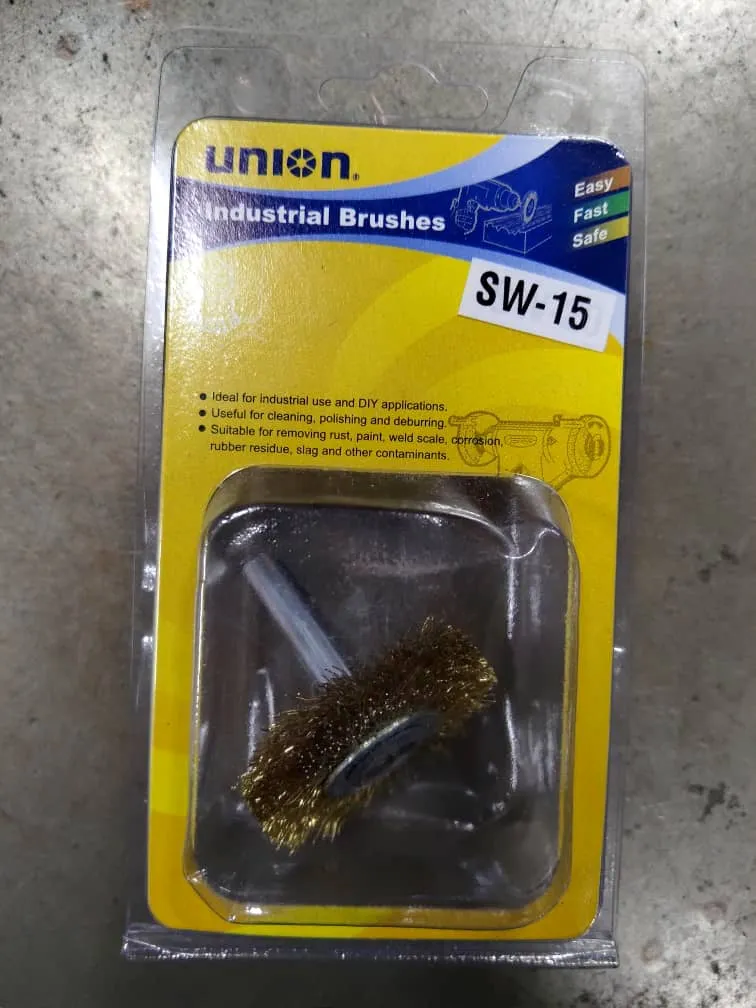 union®
Industrial Brushes
Easy
Fast
Safe
SW-15
● Ideal for industrial use and DIY applications.
● Useful for cleaning, polishing and deburring.
● Suitable for removing rust, paint, weld scale, corrosion,
rubber residue, slag and other contaminants.